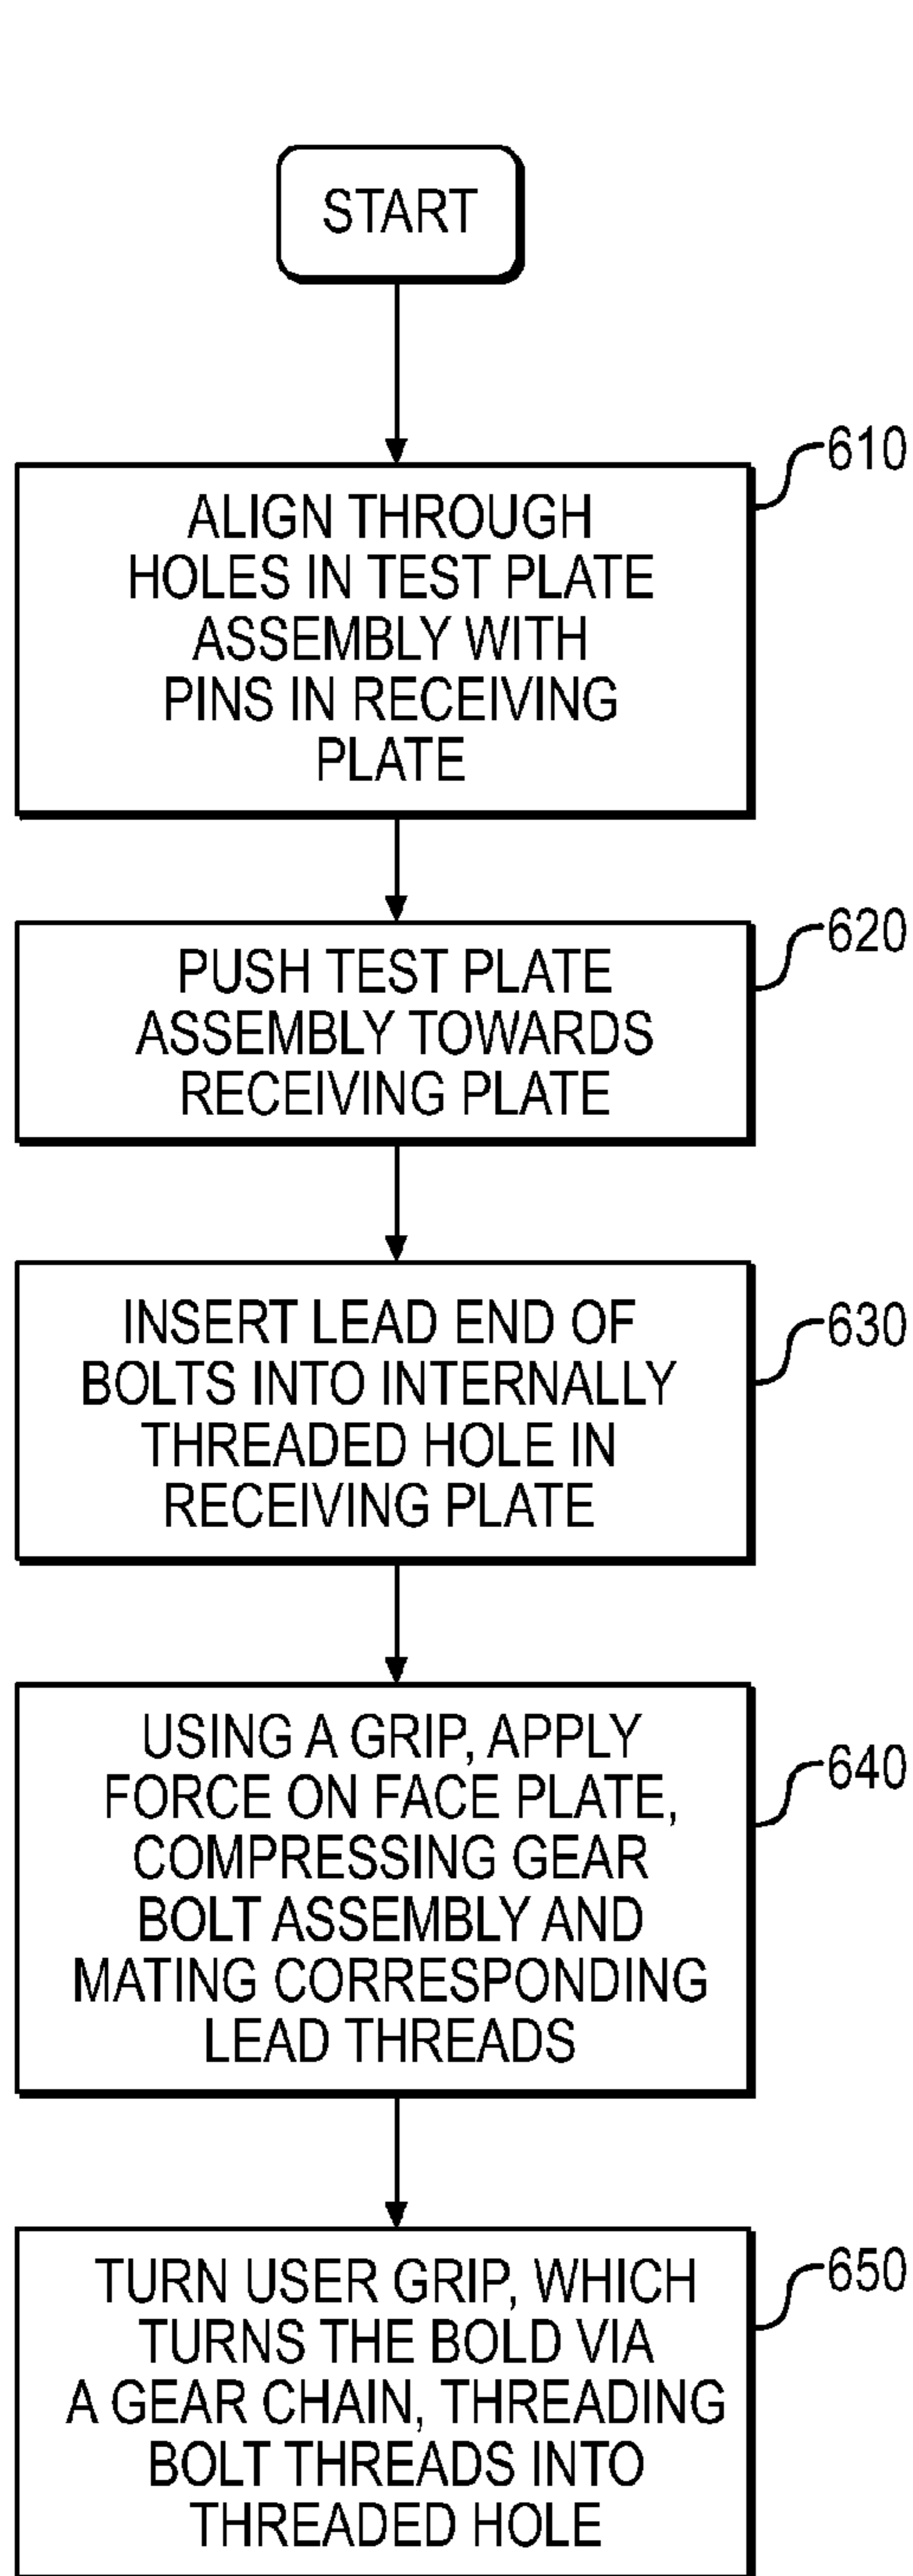 START
610
ALIGN THROUGH
HOLES IN TEST PLATE
ASSEMBLY WITH
PINS IN RECEIVING
PLATE
620
PUSH TEST PLATE
ASSEMBLY TOWARDS
RECEIVING PLATE
630
INSERT LEAD END OF
BOLTS INTO INTERNALLY
THREADED HOLE IN
RECEIVING PLATE
640
USING A GRIP, APPLY
FORCE ON FACE PLATE,
COMPRESSING GEAR
BOLT ASSEMBLY AND
MATING CORRESPONDING
LEAD THREADS
650
TURN USER GRIP, WHICH
TURNS THE BOLD VIA
A GEAR CHAIN, THREADING
BOLT THREADS INTO
THREADED HOLE